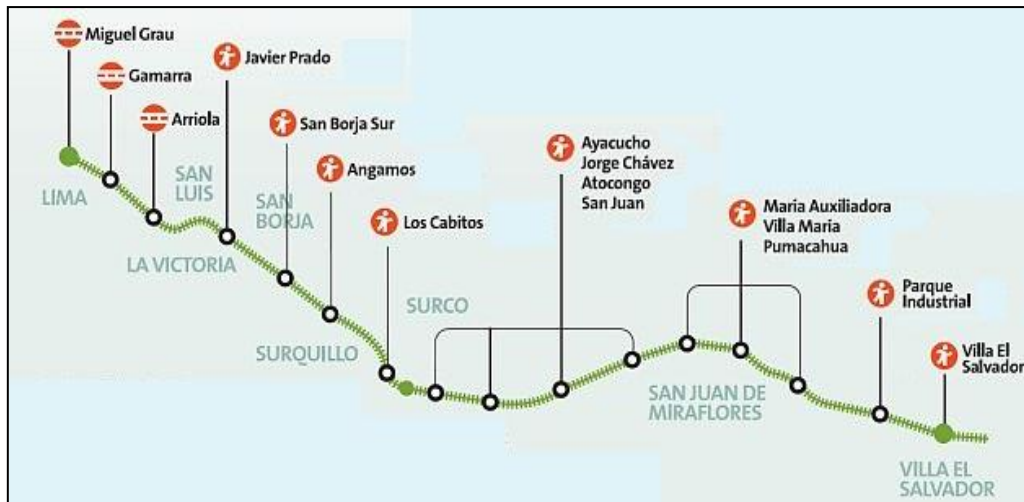 Miguel Grau
Gamarra
Arriola
Javier Prado
San Borja Sur
Angamos
Los Cabitos
Ayacucho
Jorge Chávez
Atocongo
San Juan
Maria Auxiliadora
Villa Maria
Pumacahua
Parque
Industrial
Villa El
Salvador
LIMA
SAN
LUIS
LA VICTORIA
SAN
BORJA
SURQUILLO
SURCO
SAN JUAN DE
MIRAFLORES
VILLA EL
SALVADOR